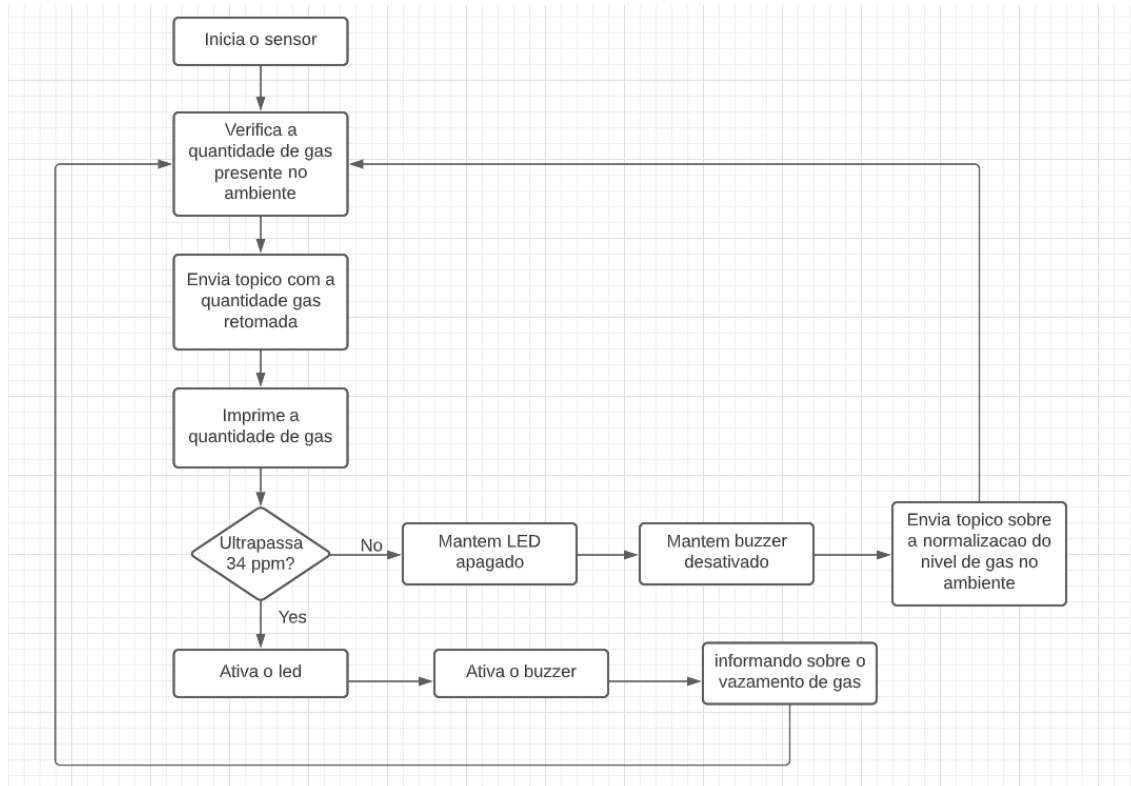 Inicia o sensor
Verifica a
quantidade de gas
presente no
ambiente
Envia topico com a
quantidade gas
retomada
Imprime a
quantidade de gas
Ultrapassa
34 ppm?
No
Mantem LED
apagado
Mantem buzzer
desativado
Envia topico sobre
a normalizacao do
nivel de gas no
ambiente
Yes
Ativa o led
Ativa o buzzer
informando sobre o
vazamento de gas